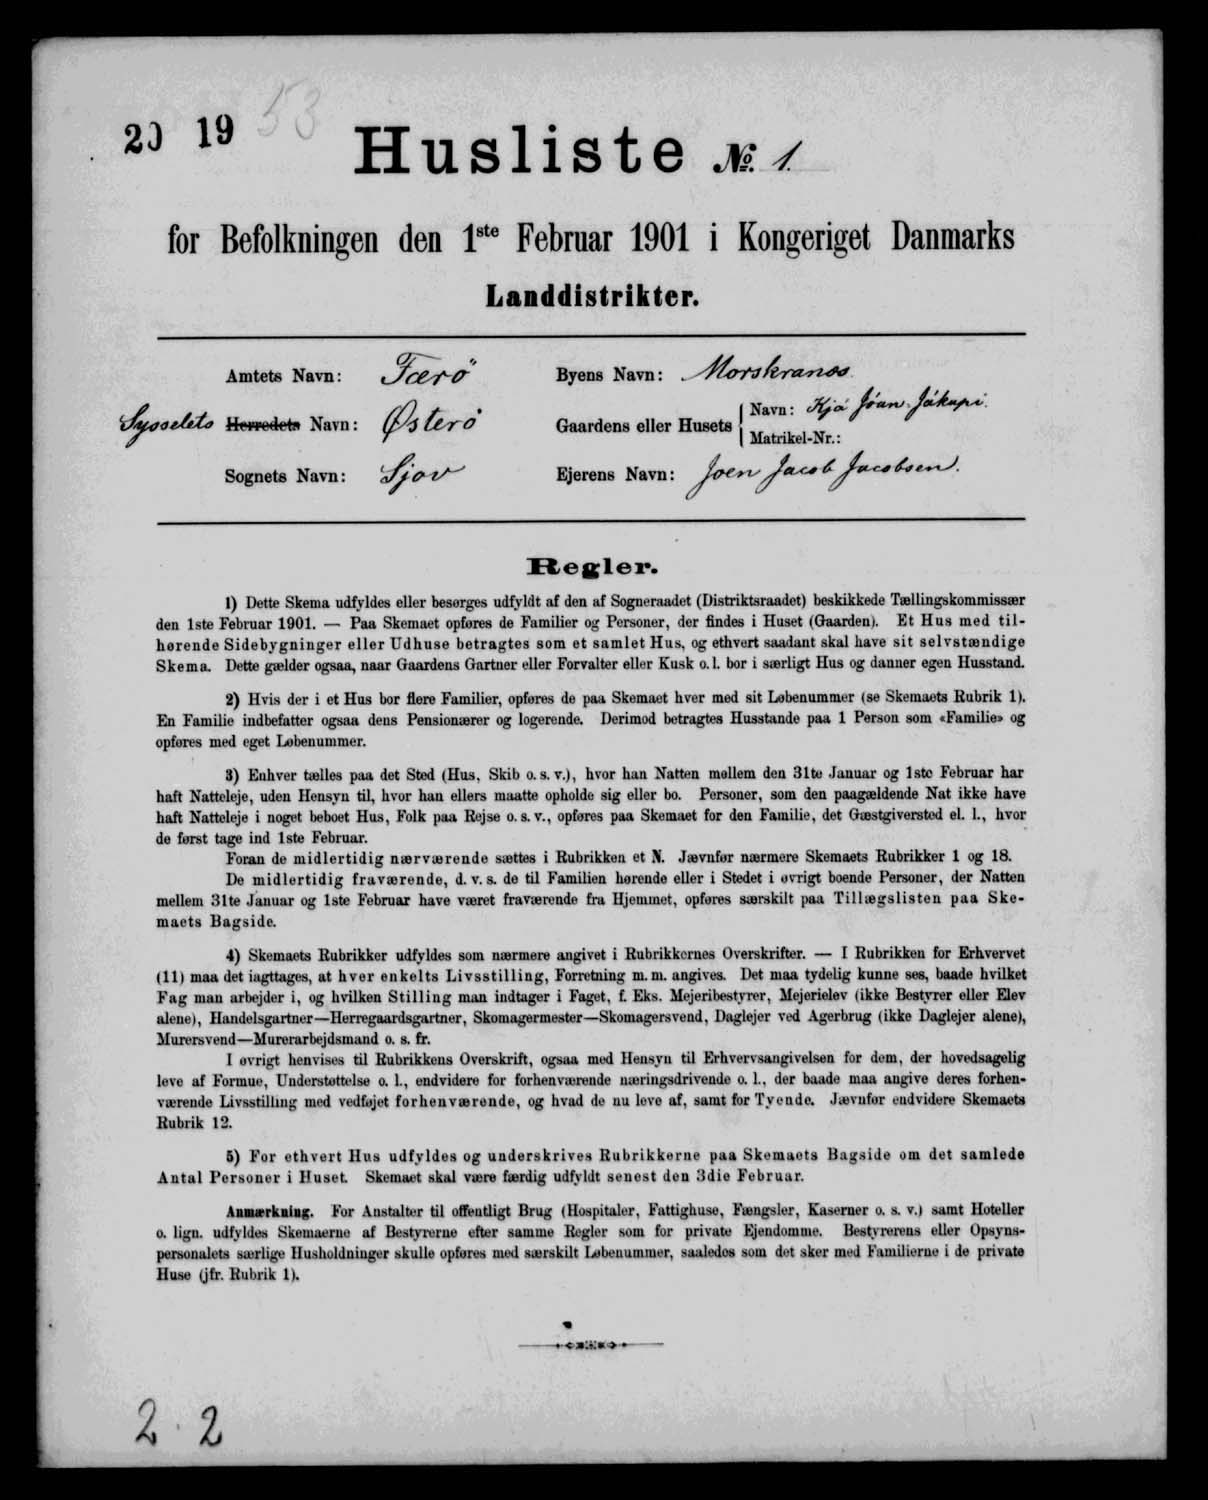 20 19 53
Husliste № 1.
for Befolkningen den 1ste Februar 1901 i Kongeriget Danmarks
Landdistrikter.
Amtets Navn: Færö
Sysselets Herredets Navn: Østerö
Sognets Navn: Sjov
Byens Navn: Morskranes
Gaardens eller Husets
Navn: Hjá Jóan Jákupi.
Matrikel-Nr.:
Ejerens Navn: Joen Jacob Jacobsen.
Regler.
1) Dette Skema udfyldes eller besørges udfyldt af den af Sogneraadet (Distriktsraadet) beskikkede Tællingskommissær
den 1ste Februar 1901. — Paa Skemaet opføres de Familier og Personer, der findes i Huset (Gaarden). Et Hus med til-
hørende Sidebygninger eller Udhuse betragtes som et samlet Hus, og ethvert saadant skal have sit selvstændige
Skema. Dette gælder ogsaa, naar Gaardens Gartner eller Forvalter eller Kusk o. l. bor i særligt Hus og danner egen Husstand.
2) Hvis der i et Hus bor flere Familier, opføres de paa Skemaet hver med sit Løbenummer (se Skemaets Rubrik 1).
En Familie indbefatter ogsaa dens Pensionærer og logerende. Derimod betragtes Husstande paa 1 Person som «Familie» og
opføres med eget Løbenummer.
3) Enhver tælles paa det Sted (Hus, Skib o. s. v.), hvor han Natten mellem den 31te Januar og 1ste Februar har
haft Natteleje, uden Hensyn til, hvor han ellers maatte opholde sig eller bo. Personer, som den paagældende Nat ikke have
haft Natteleje i noget beboet Hus, Folk paa Rejse o. s. v., opføres paa Skemaet for den Familie, det Gæstgiversted el. l., hvor
de først tage ind 1ste Februar.
Foran de midlertidig nærværende sættes i Rubrikken et N. Jævnfør nærmere Skemaets Rubrikker 1 og 18.
De midlertidig fraværende, d. v. s. de til Familien hørende eller i Stedet i øvrigt boende Personer, der Natten
mellem 31te Januar og 1ste Februar have været fraværende fra Hjemmet, opføres særskilt paa Tillægslisten paa Ske-
maets Bagside.
4) Skemaets Rubrikker udfyldes som nærmere angivet i Rubrikkernes Overskrifter. — I Rubrikken for Erhvervet
(11) maa det iagttages, at hver enkelts Livsstilling, Forretning m. m. angives. Det maa tydelig kunne ses, baade hvilket
Fag man arbejder i, og hvilken Stilling man indtager i Faget, f. Eks. Mejeribestyrer, Mejerielev (ikke Bestyrer eller Elev
alene), Handelsgartner—Herregaardsgartner, Skomagermester—Skomagersvend, Daglejer ved Agerbrug (ikke Daglejer alene),
Murersvend—Murerarbejdsmand o. s. fr.
I øvrigt henvises til Rubrikkens Overskrift, ogsaa med Hensyn til Erhvervsangivelsen for dem, der hovedsagelig
leve af Formue, Understøttelse o. l., endvidere for forhenværende næringsdrivende o. l., der baade maa angive deres forhen-
værende Livsstilling med vedføjet forhenværende, og hvad de nu leve af, samt for Tyende. Jævnfør endvidere Skemaets
Rubrik 12.
5) For ethvert Hus udfyldes og underskrives Rubrikkerne paa Skemaets Bagside om det samlede
Antal Personer i Huset. Skemaet skal være færdig udfyldt senest den 3die Februar.
Anmærkning. For Anstalter til offentligt Brug (Hospitaler, Fattighuse, Fængsler, Kaserner o. s. v.) samt Hoteller
o. lign. udfyldes Skemaerne af Bestyrerne efter samme Regler som for private Ejendomme. Bestyrerens eller Opsyns-
personalets særlige Husholdninger skulle opføres med særskilt Løbenummer, saaledes som det sker med Familierne i de private
Huse (jfr. Rubrik 1).
2. 2